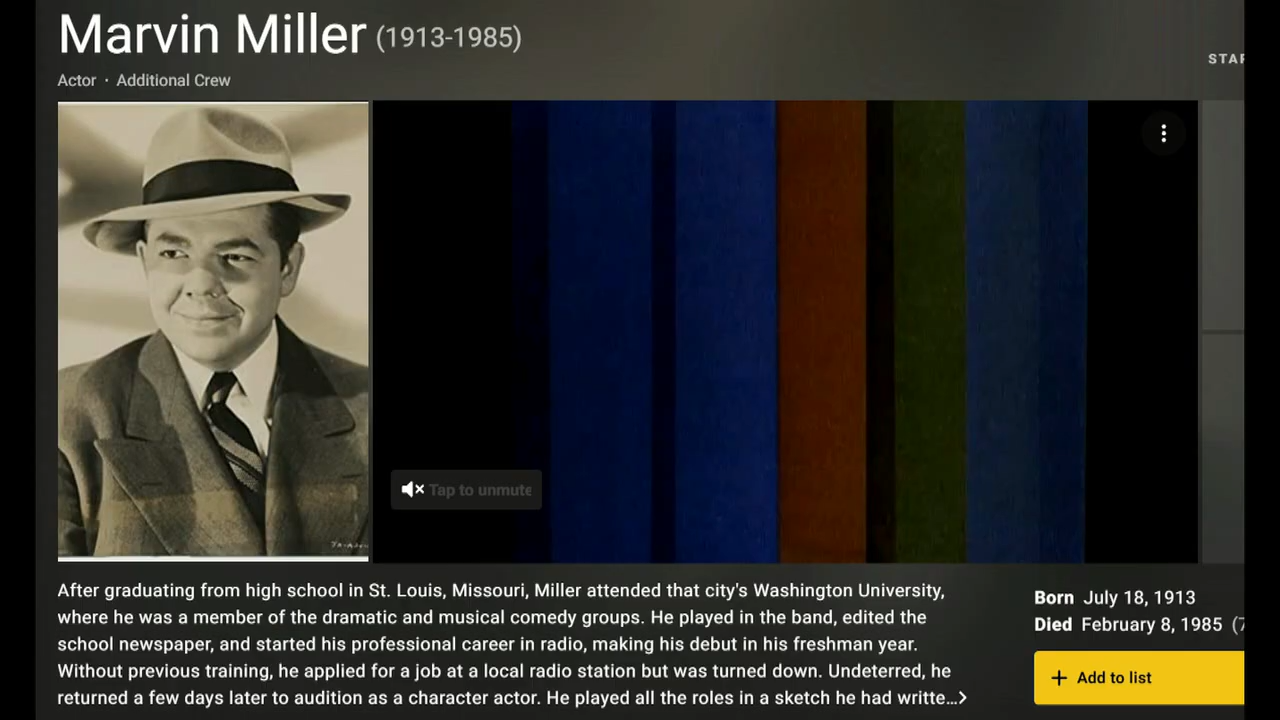 Marvin Miller (1913-1985)
STAR
Actor · Additional Crew
Tap to unmute
After graduating from high school in St. Louis, Missouri, Miller attended that city's Washington University,
where he was a member of the dramatic and musical comedy groups. He played in the band, edited the
school newspaper, and started his professional career in radio, making his debut in his freshman year.
Without previous training, he applied for a job at a local radio station but was turned down. Undeterred, he
returned a few days later to audition as a character actor. He played all the roles in a sketch he had writte...
Born July 18, 1913
Died February 8, 1985 (7
+ Add to list